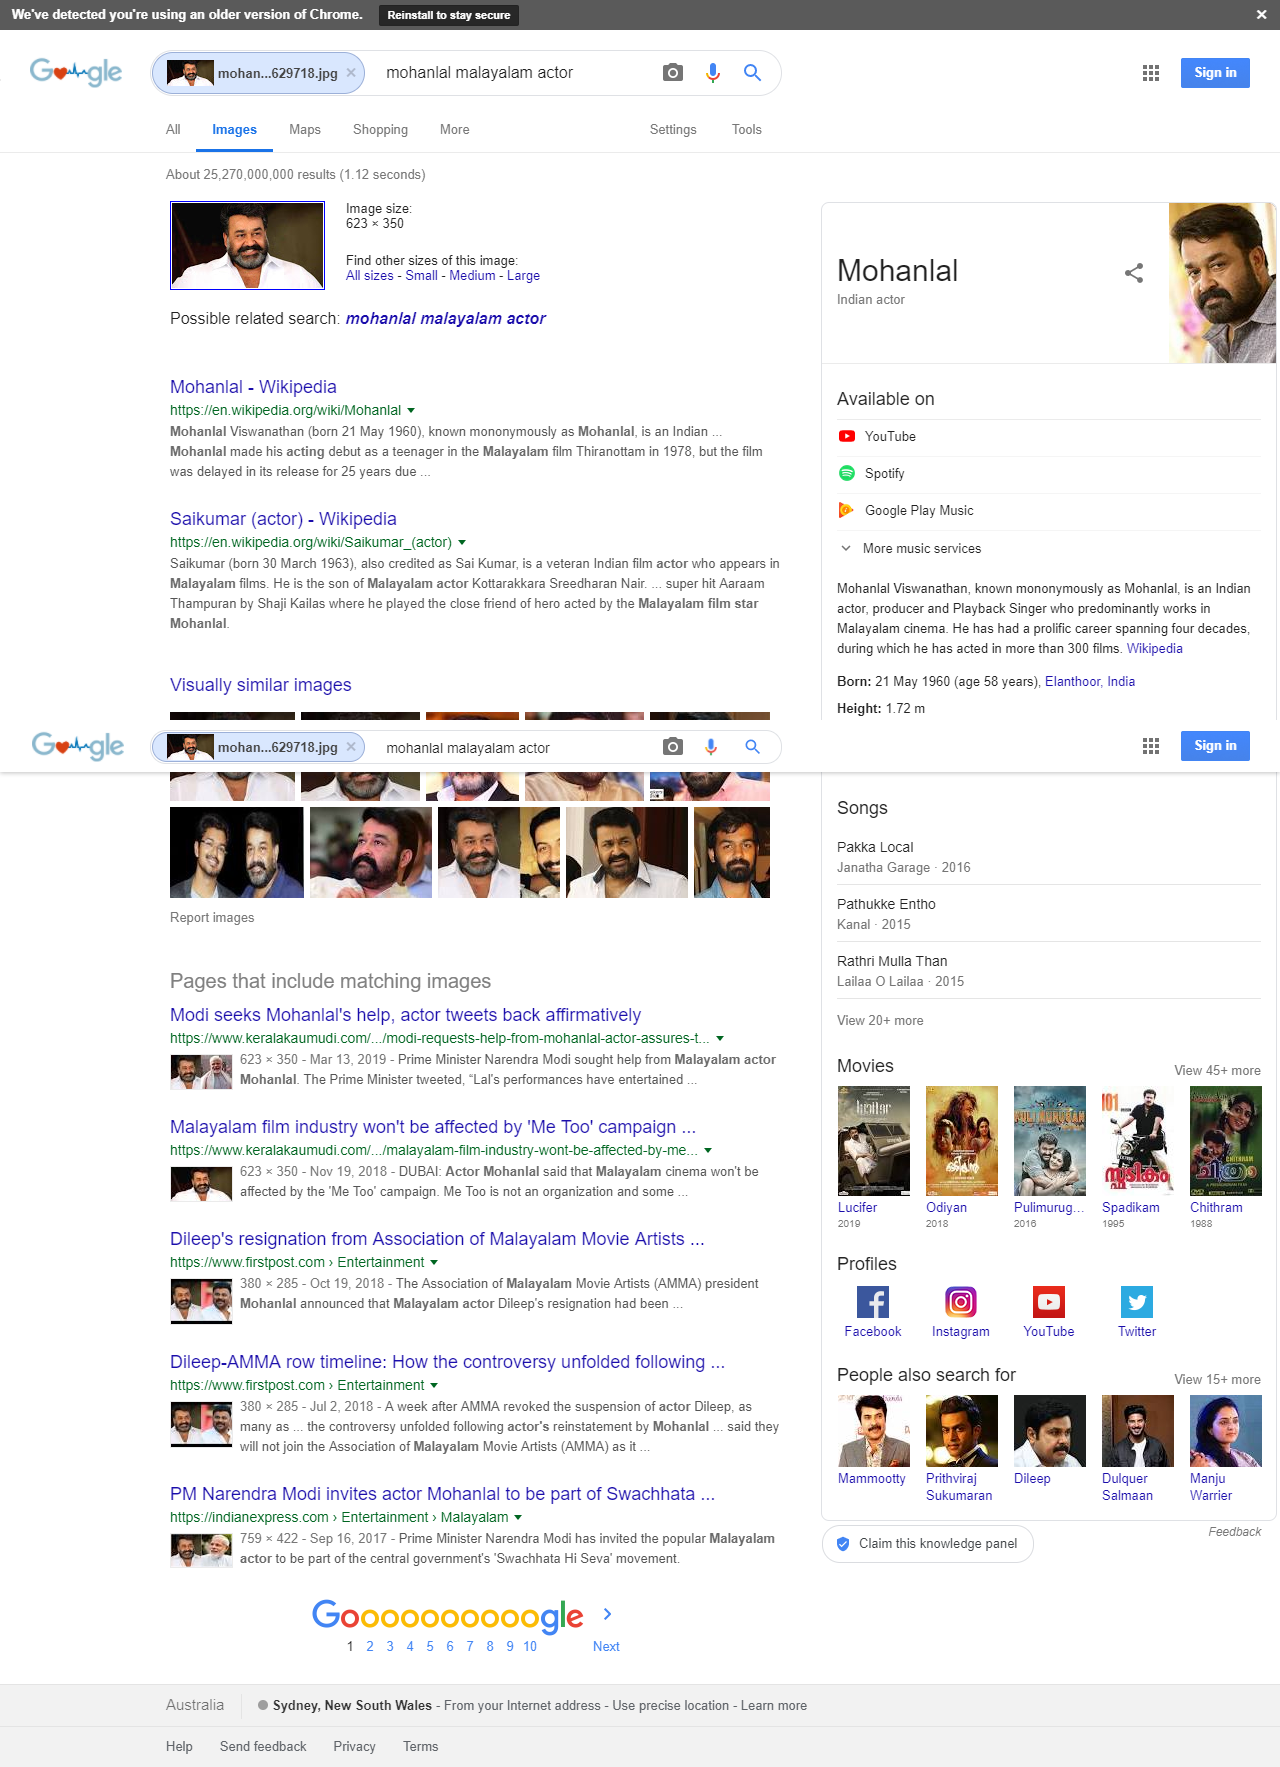 We've detected you're using an older version of Chrome. Reinstall to stay secure ×
Google mohan...629718.jpg × mohanlal malayalam actor Sign in
All Images Maps Shopping More Settings Tools
About 25,270,000,000 results (1.12 seconds)
Image size:
623 × 350
Find other sizes of this image:
All sizes - Small - Medium - Large
Possible related search: mohanlal malayalam actor
Mohanlal - Wikipedia
https://en.wikipedia.org/wiki/Mohanlal
Mohanlal Viswanathan (born 21 May 1960), known mononymously as Mohanlal, is an Indian ...
Mohanlal made his acting debut as a teenager in the Malayalam film Thiranottam in 1978, but the film
was delayed in its release for 25 years due ...
Saikumar (actor) - Wikipedia
https://en.wikipedia.org/wiki/Saikumar_(actor)
Saikumar (born 30 March 1963), also credited as Sai Kumar, is a veteran Indian film actor who appears in
Malayalam films. He is the son of Malayalam actor Kottarakkara Sreedharan Nair. ... super hit Aaraam
Thampuran by Shaji Kailas where he played the close friend of hero acted by the Malayalam film star
Mohanlal.
Visually similar images
Mohanlal
Indian actor
Available on
YouTube
Spotify
Google Play Music
More music services
Mohanlal Viswanathan, known mononymously as Mohanlal, is an Indian
actor, producer and Playback Singer who predominantly works in
Malayalam cinema. He has had a prolific career spanning four decades,
during which he has acted in more than 300 films. Wikipedia
Born: 21 May 1960 (age 58 years), Elanthoor, India
Height: 1.72 m
Google mohan...629718.jpg × mohanlal malayalam actor Sign in
Report images
Pages that include matching images
Modi seeks Mohanlal's help, actor tweets back affirmatively
https://www.keralakaumudi.com/.../modi-requests-help-from-mohanlal-actor-assures-t...
623 × 350 - Mar 13, 2019 - Prime Minister Narendra Modi sought help from Malayalam actor
Mohanlal. The Prime Minister tweeted, “Lal's performances have entertained ...
Malayalam film industry won't be affected by 'Me Too' campaign ...
https://www.keralakaumudi.com/.../malayalam-film-industry-wont-be-affected-by-me...
623 × 350 - Nov 19, 2018 - DUBAI: Actor Mohanlal said that Malayalam cinema won't be
affected by the 'Me Too' campaign. Me Too is not an organization and some ...
Dileep's resignation from Association of Malayalam Movie Artists ...
https://www.firstpost.com › Entertainment
380 × 285 - Oct 19, 2018 - The Association of Malayalam Movie Artists (AMMA) president
Mohanlal announced that Malayalam actor Dileep's resignation had been ...
Dileep-AMMA row timeline: How the controversy unfolded following ...
https://www.firstpost.com › Entertainment
380 × 285 - Jul 2, 2018 - A week after AMMA revoked the suspension of actor Dileep, as
many as ... the controversy unfolded following actor's reinstatement by Mohanlal ... said they
will not join the Association of Malayalam Movie Artists (AMMA) as it ...
PM Narendra Modi invites actor Mohanlal to be part of Swachhata ...
https://indianexpress.com › Entertainment › Malayalam
759 × 422 - Sep 16, 2017 - Prime Minister Narendra Modi has invited the popular Malayalam
actor to be part of the central government's 'Swachhata Hi Seva' movement.
Songs
Pakka Local
Janatha Garage · 2016
Pathukke Entho
Kanal · 2015
Rathri Mulla Than
Lailaa O Lailaa · 2015
View 20+ more
Movies View 45+ more
Lucifer Odiyan Pulimurug... Spadikam Chithram
2019 2018 2016 1995 1988
Profiles
Facebook Instagram YouTube Twitter
People also search for View 15+ more
Mammootty Prithviraj Sukumaran Dileep Dulquer Salmaan Manju Warrier
Feedback
Claim this knowledge panel
Goooooooooogle
1 2 3 4 5 6 7 8 9 10 Next
Australia Sydney, New South Wales - From your Internet address - Use precise location - Learn more
Help Send feedback Privacy Terms